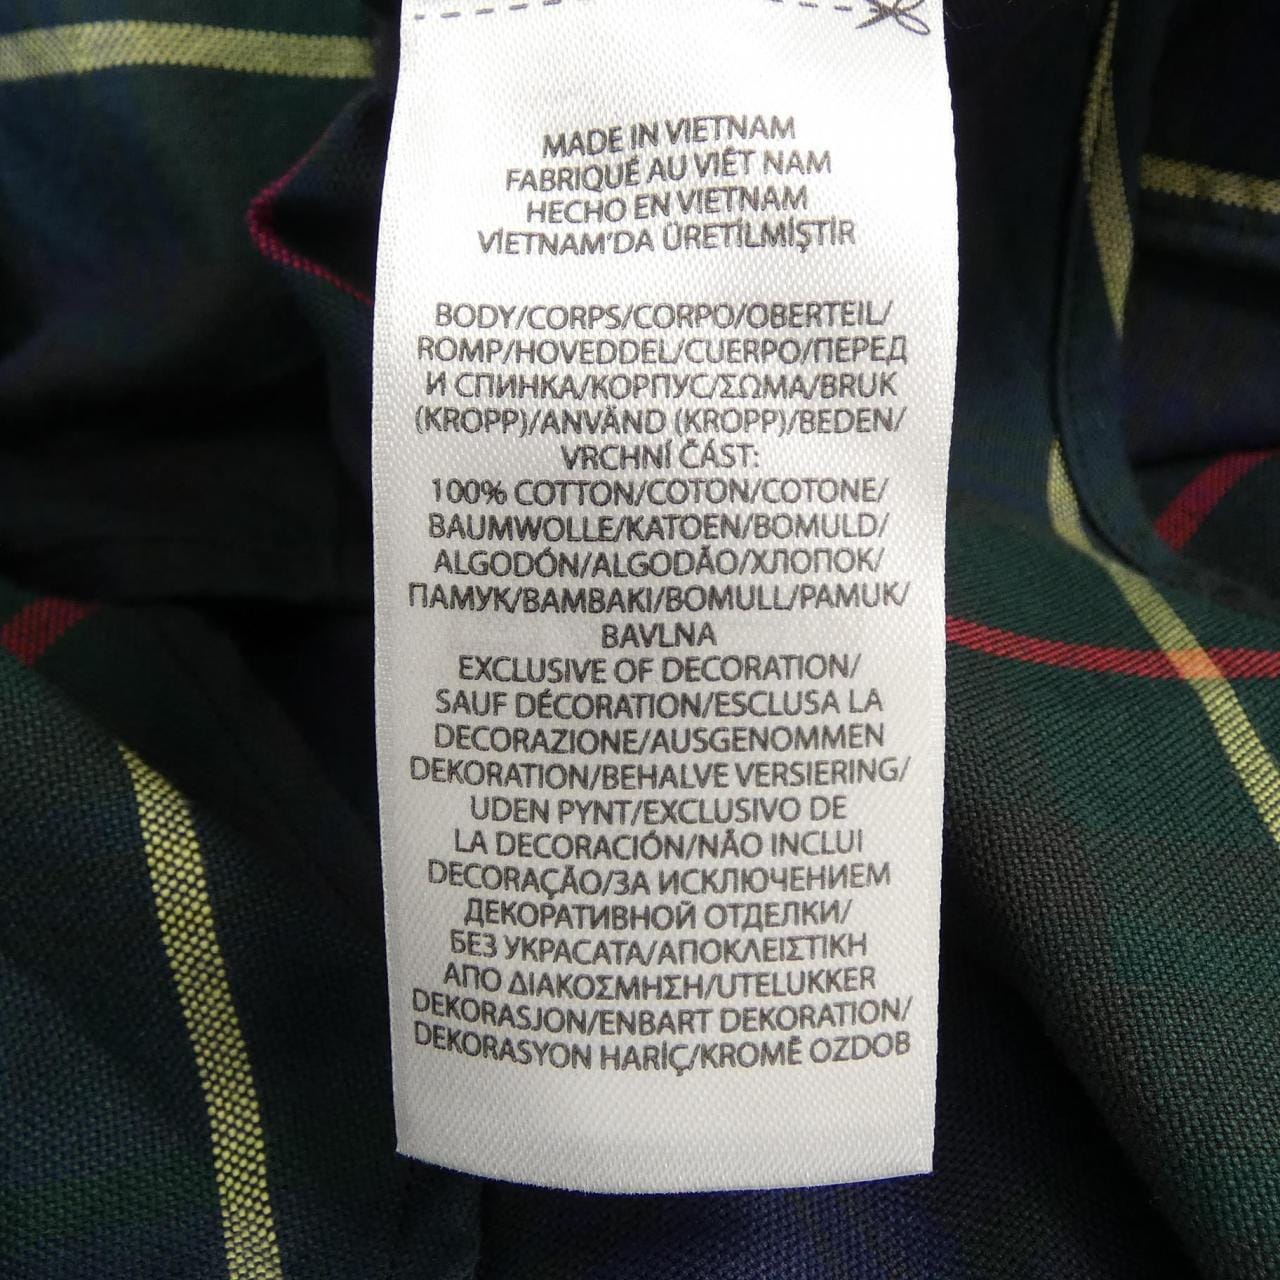 MADE IN VIETNAM
FABRIQUÉ AU VIÊT NAM
HECHO EN VIETNAM
VİETNAM'DA ÜRETİLMİŞTİR
BODY/CORPS/CORPO/OBERTEIL/
ROMP/HOVEDDEL/CUERPO/ПЕРЕД
И СПИНКА/КОРПУС/ΣΩΜΑ/BRUK
(KROPP)/ANVÄND (KROPP)/BEDEN/
VRCHNÍ ČÁST:
100% COTTON/COTON/COTONE/
BAUMWOLLE/KATOEN/BOMULD/
ALGODÓN/ALGODÃO/ХЛОПОК/
ПАМУК/BAMBAKI/BOMULL/PAMUK/
BAVLNA
EXCLUSIVE OF DECORATION/
SAUF DÉCORATION/ESCLUSA LA
DECORAZIONE/AUSGENOMMEN
DEKORATION/BEHALVE VERSIERING/
UDEN PYNT/EXCLUSIVO DE
LA DECORACIÓN/NÃO INCLUI
DECORAÇÃO/ЗА ИСКЛЮЧЕНИЕМ
ДЕКОРАТИВНОЙ ОТДЕЛКИ/
БЕЗ УКРАСАТА/ΑΠΟΚΛΕΙΣΤΙΚΗ
ΑΠΟ ΔΙΑΚΟΣΜΗΣΗ/UTELUKKER
DEKORASJON/ENBART DEKORATION/
DEKORASYON HARİÇ/KROMĚ OZDOB